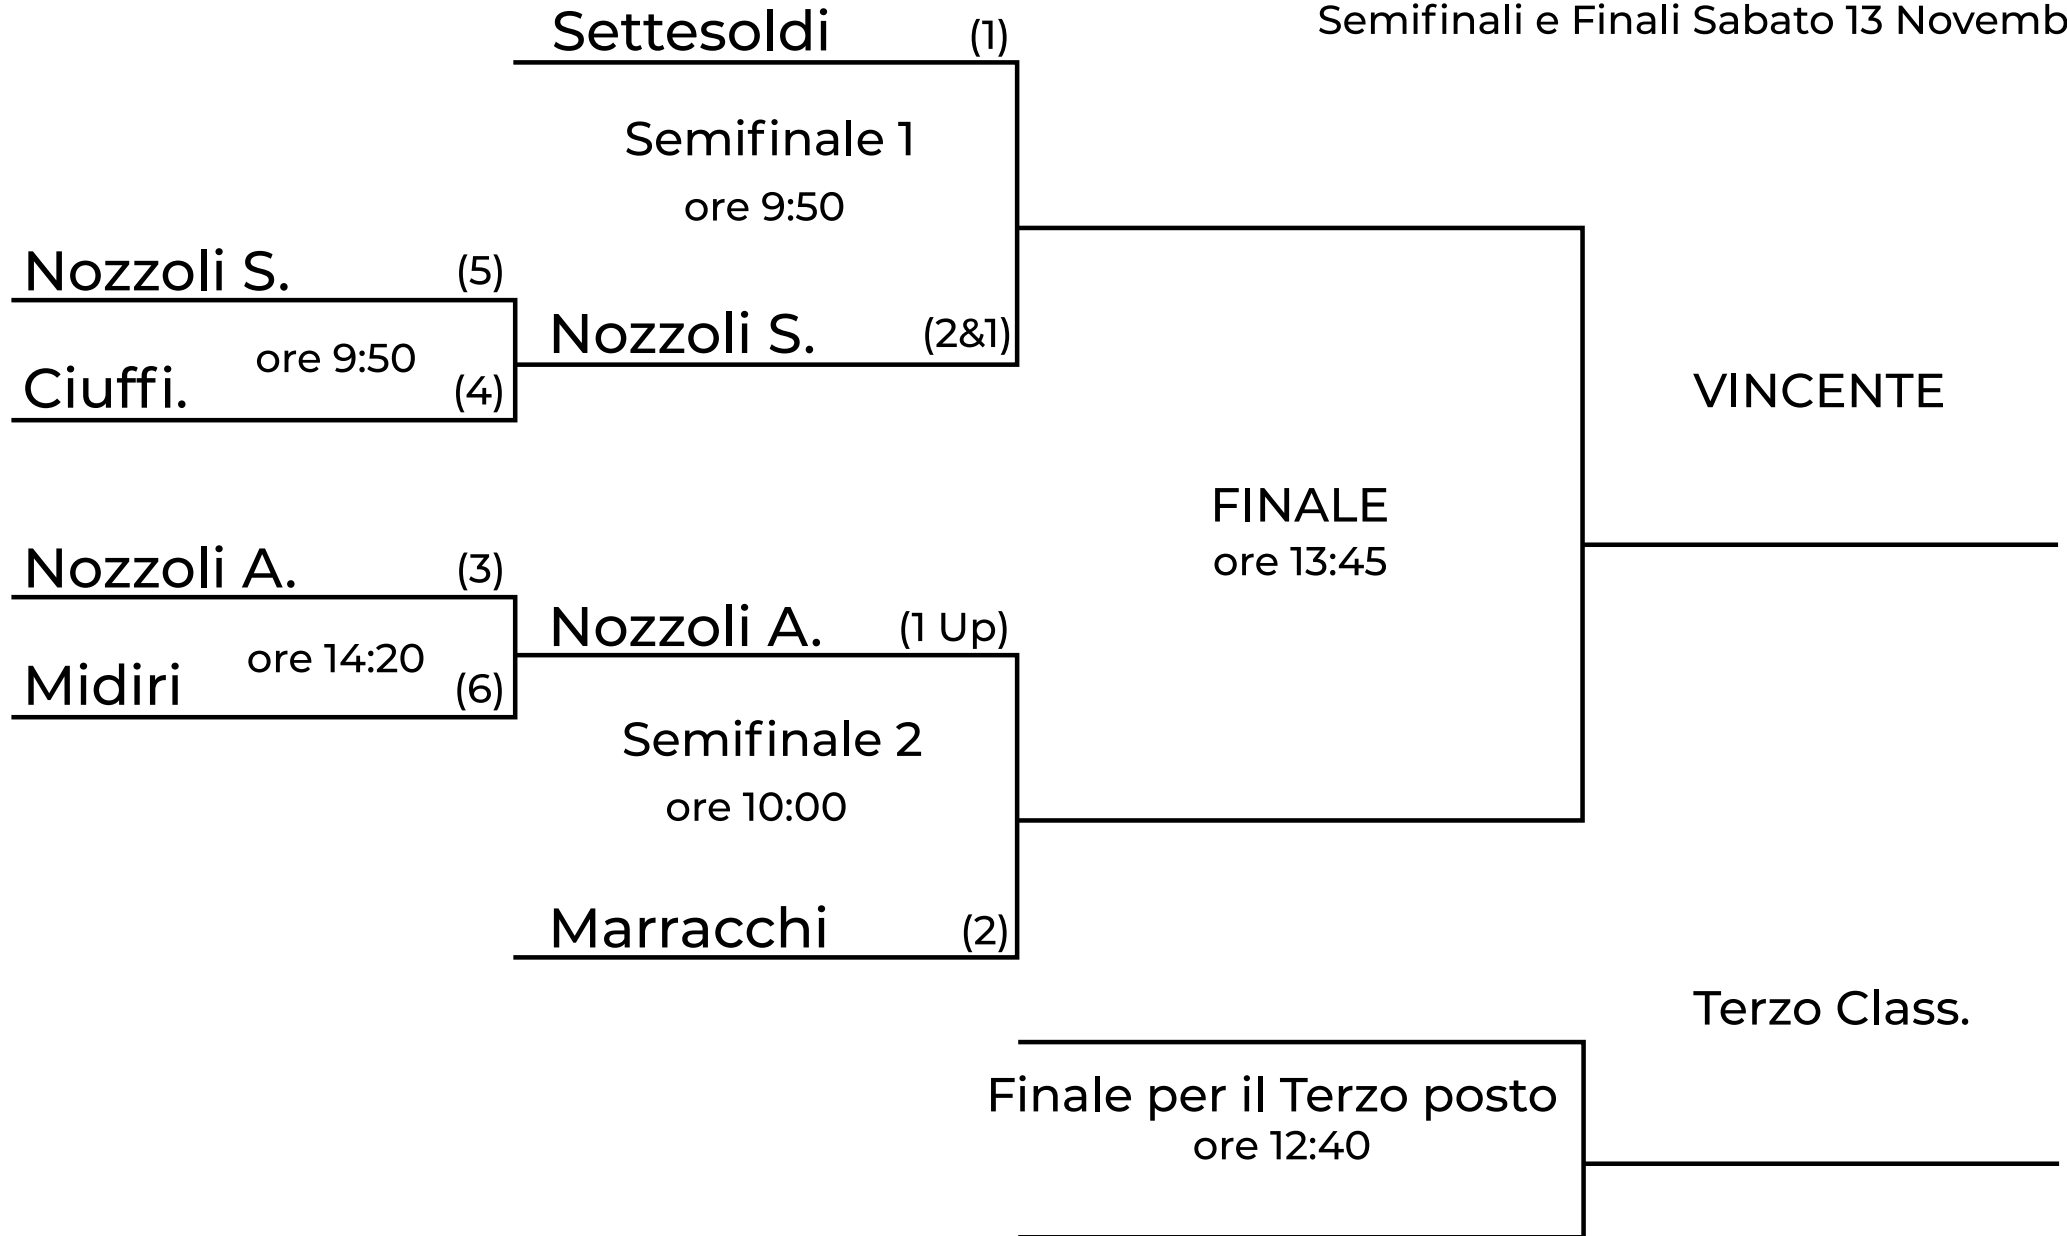 Settesoldi (1)
Semifinali e Finali Sabato 13 Novemb
Semifinale 1
ore 9:50
Nozzoli S. (5)
ore 9:50
Ciuffi. (4)
Nozzoli S. (2&1)
VINCENTE
FINALE
ore 13:45
Nozzoli A. (3)
ore 14:20
Midiri (6)
Nozzoli A. (1 Up)
Semifinale 2
ore 10:00
Marracchi (2)
Terzo Class.
Finale per il Terzo posto
ore 12:40